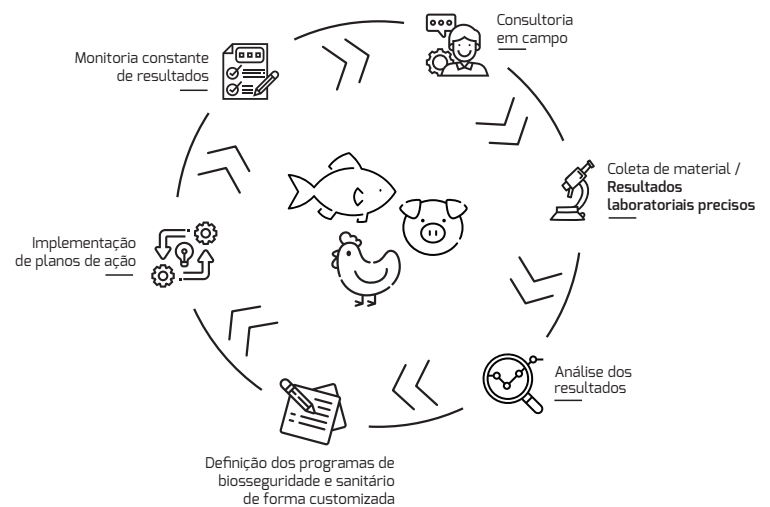 Consultoria
em campo
Coleta de material /
Resultados
laboratoriais precisos
Análise dos
resultados
Definição dos programas de
biosseguridade e sanitário
de forma customizada
Implementação
de planos de ação
Monitoria constante
de resultados